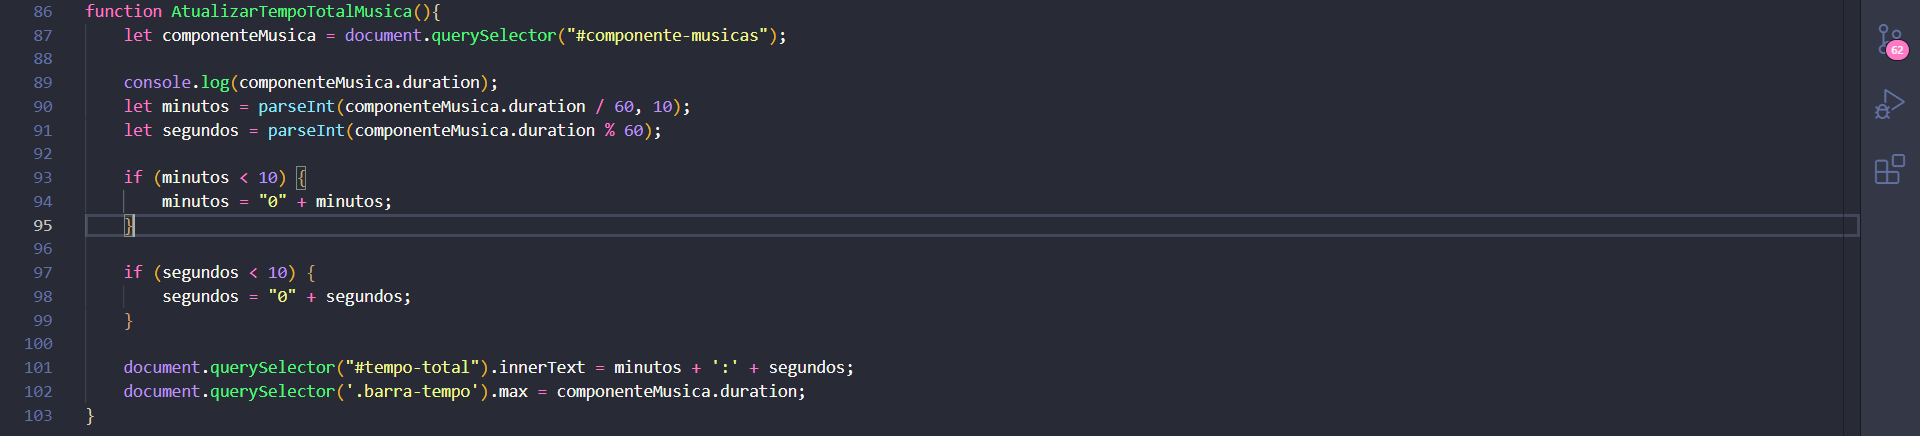 86 function AtualizarTempoTotalMusica(){
87 let componenteMusica = document.querySelector("#componente-musicas");
88
89 console.log(componenteMusica.duration);
90 let minutos = parseInt(componenteMusica.duration / 60, 10);
91 let segundos = parseInt(componenteMusica.duration % 60);
92
93 if (minutos < 10) {
94 minutos = "0" + minutos;
95 }
96
97 if (segundos < 10) {
98 segundos = "0" + segundos;
99 }
100
101 document.querySelector("#tempo-total").innerText = minutos + ':' + segundos;
102 document.querySelector('.barra-tempo').max = componenteMusica.duration;
103 }
62